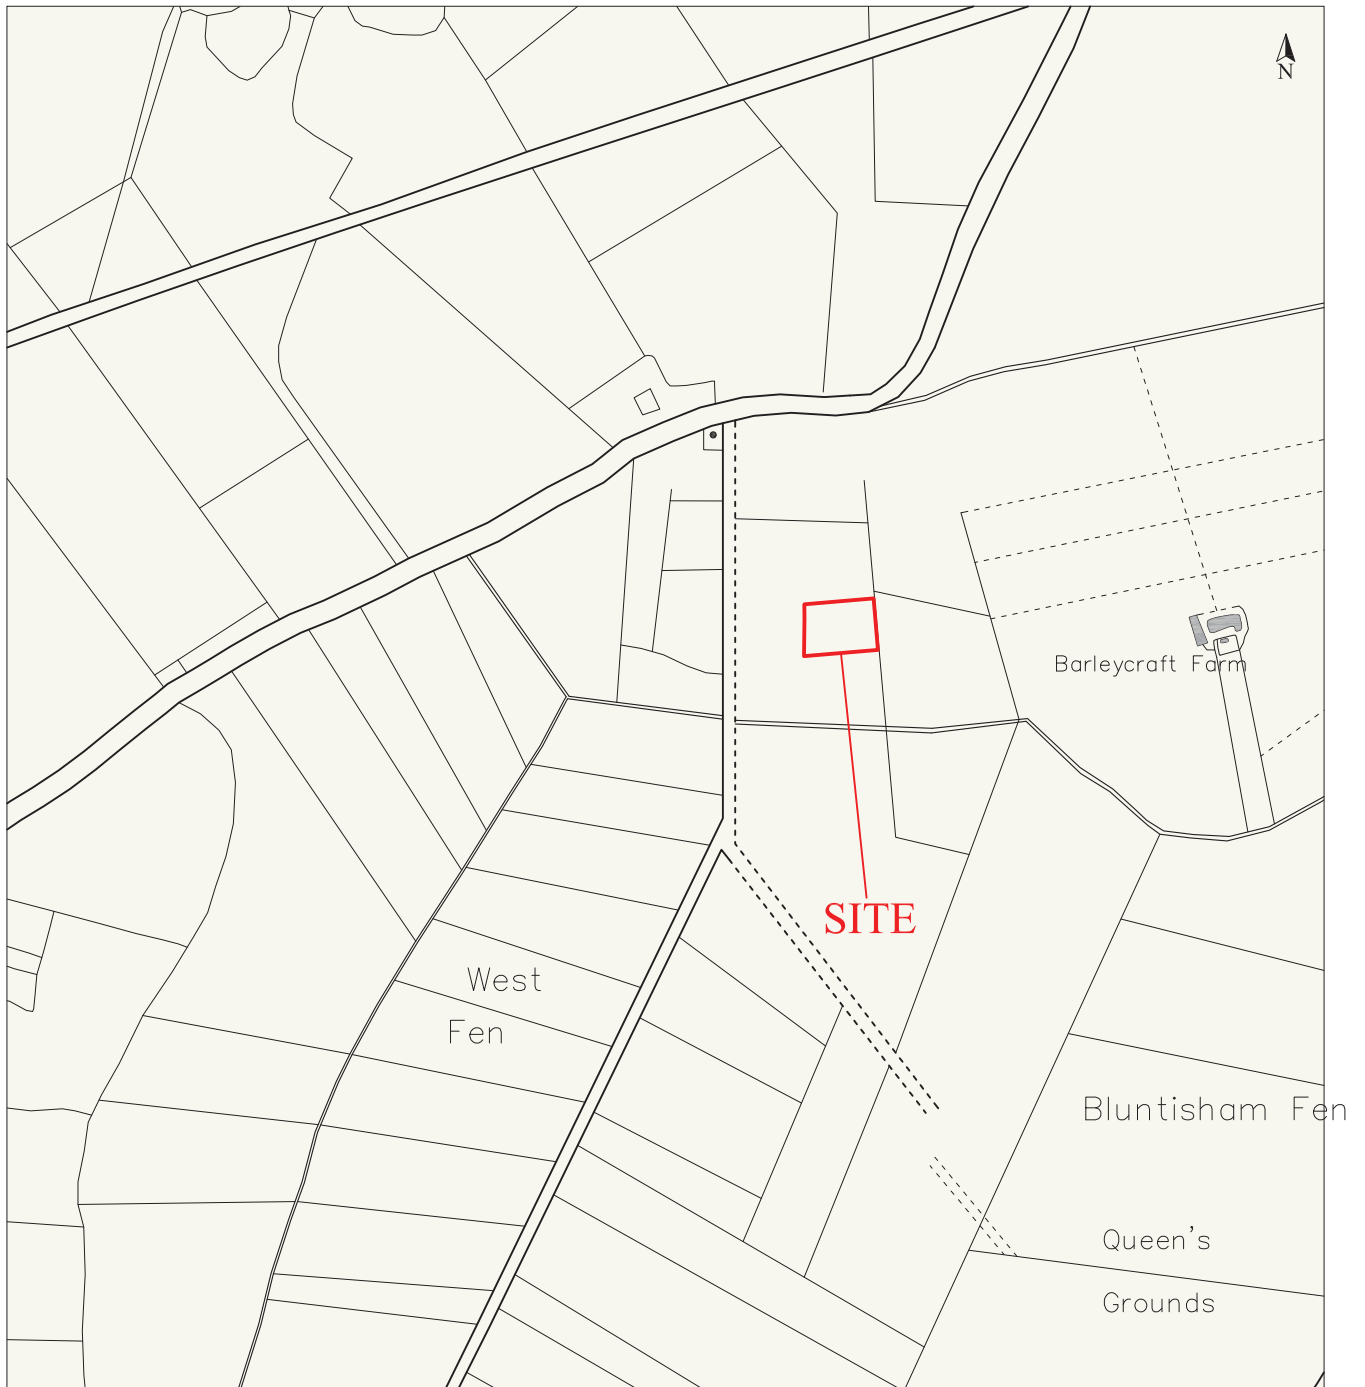 N
Barleycraft Farm
SITE
West
Fen
Bluntisham Fen
Queen's
Grounds